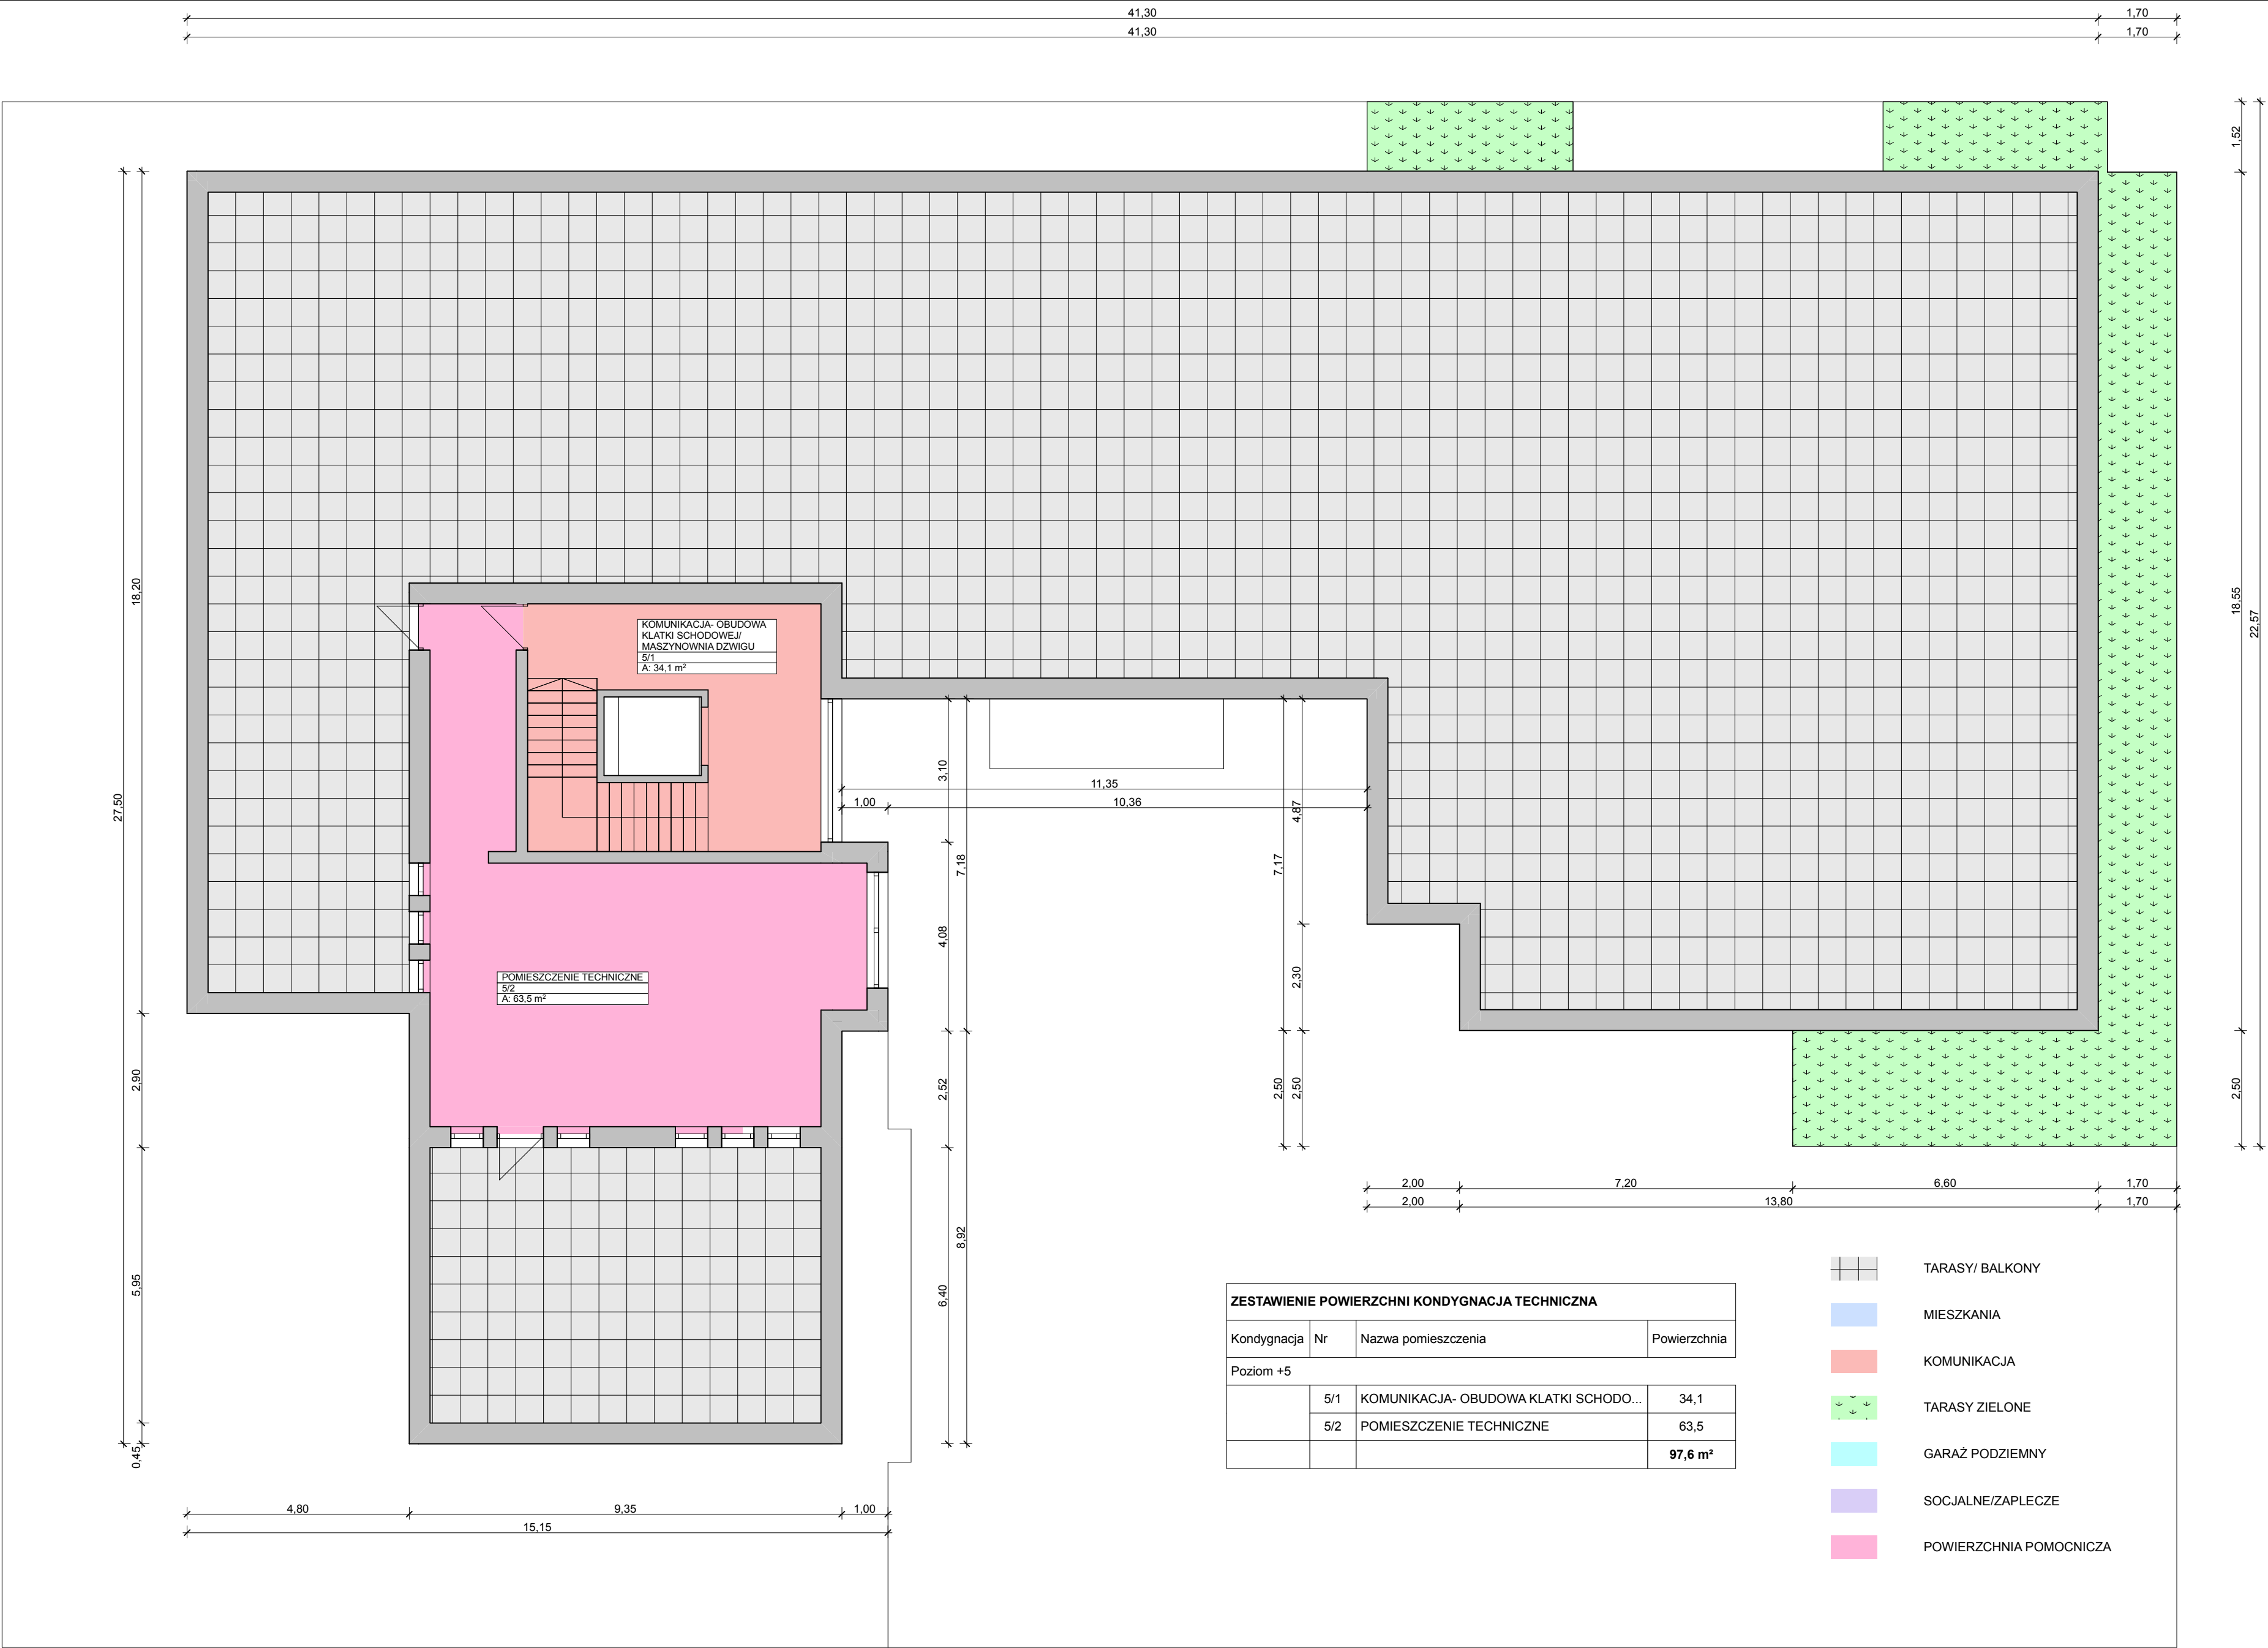 41,30
1,70
41,30
1,70
1,52
18,55
22,57
2,50
18,20
27,50
2,90
5,95
0,45
KOMUNIKACJA- OBUDOWA
KLATKI SCHODOWEJ/
MASZYNOWNIA DZWIGU
5/1
A: 34,1 m²
POMIESZCZENIE TECHNICZNE
5/2
A: 63,5 m²
3,10
7,18
4,08
2,52
8,92
6,40
11,35
1,00
10,36
4,87
7,17
2,30
2,50
2,50
2,00
7,20
6,60
1,70
2,00
13,80
1,70
4,80
9,35
1,00
15,15
ZESTAWIENIE POWIERZCHNI KONDYGNACJA TECHNICZNA
Kondygnacja Nr Nazwa pomieszczenia Powierzchnia
Poziom +5
5/1 KOMUNIKACJA- OBUDOWA KLATKI SCHODO... 34,1
5/2 POMIESZCZENIE TECHNICZNE 63,5
97,6 m²
TARASY/ BALKONY
MIESZKANIA
KOMUNIKACJA
TARASY ZIELONE
GARAŻ PODZIEMNY
SOCJALNE/ZAPLECZE
POWIERZCHNIA POMOCNICZA